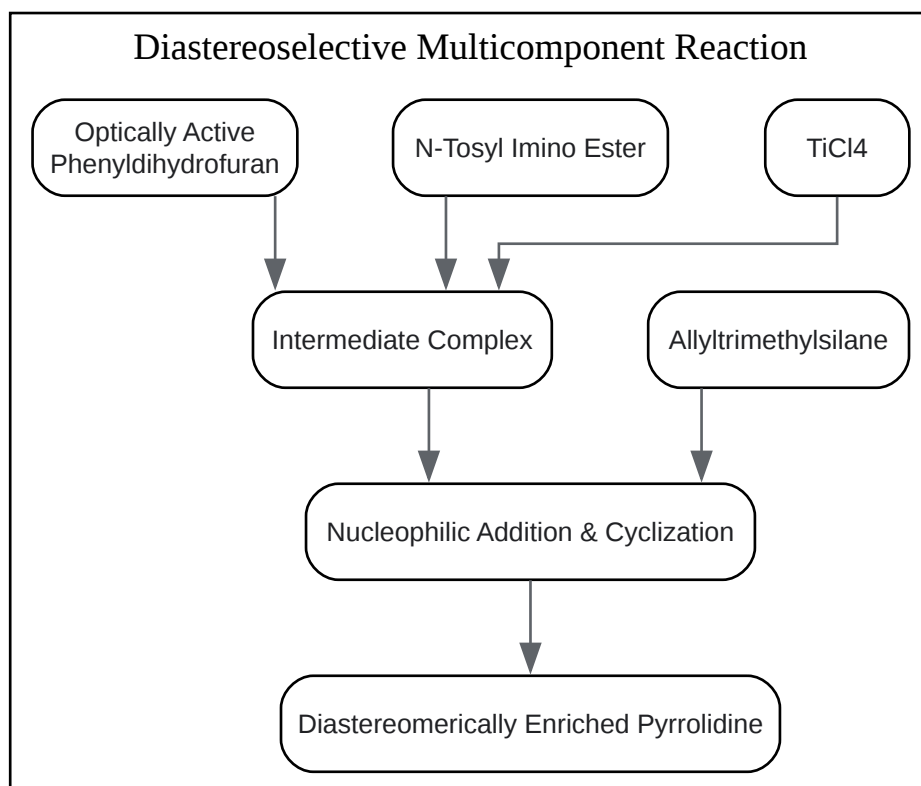 Diastereoselective Multicomponent Reaction
Optically Active
Phenyldihydrofuran
N-Tosyl Imino Ester
TiCl4
Intermediate Complex
Allyltrimethylsilane
Nucleophilic Addition & Cyclization
Diastereomerically Enriched Pyrrolidine